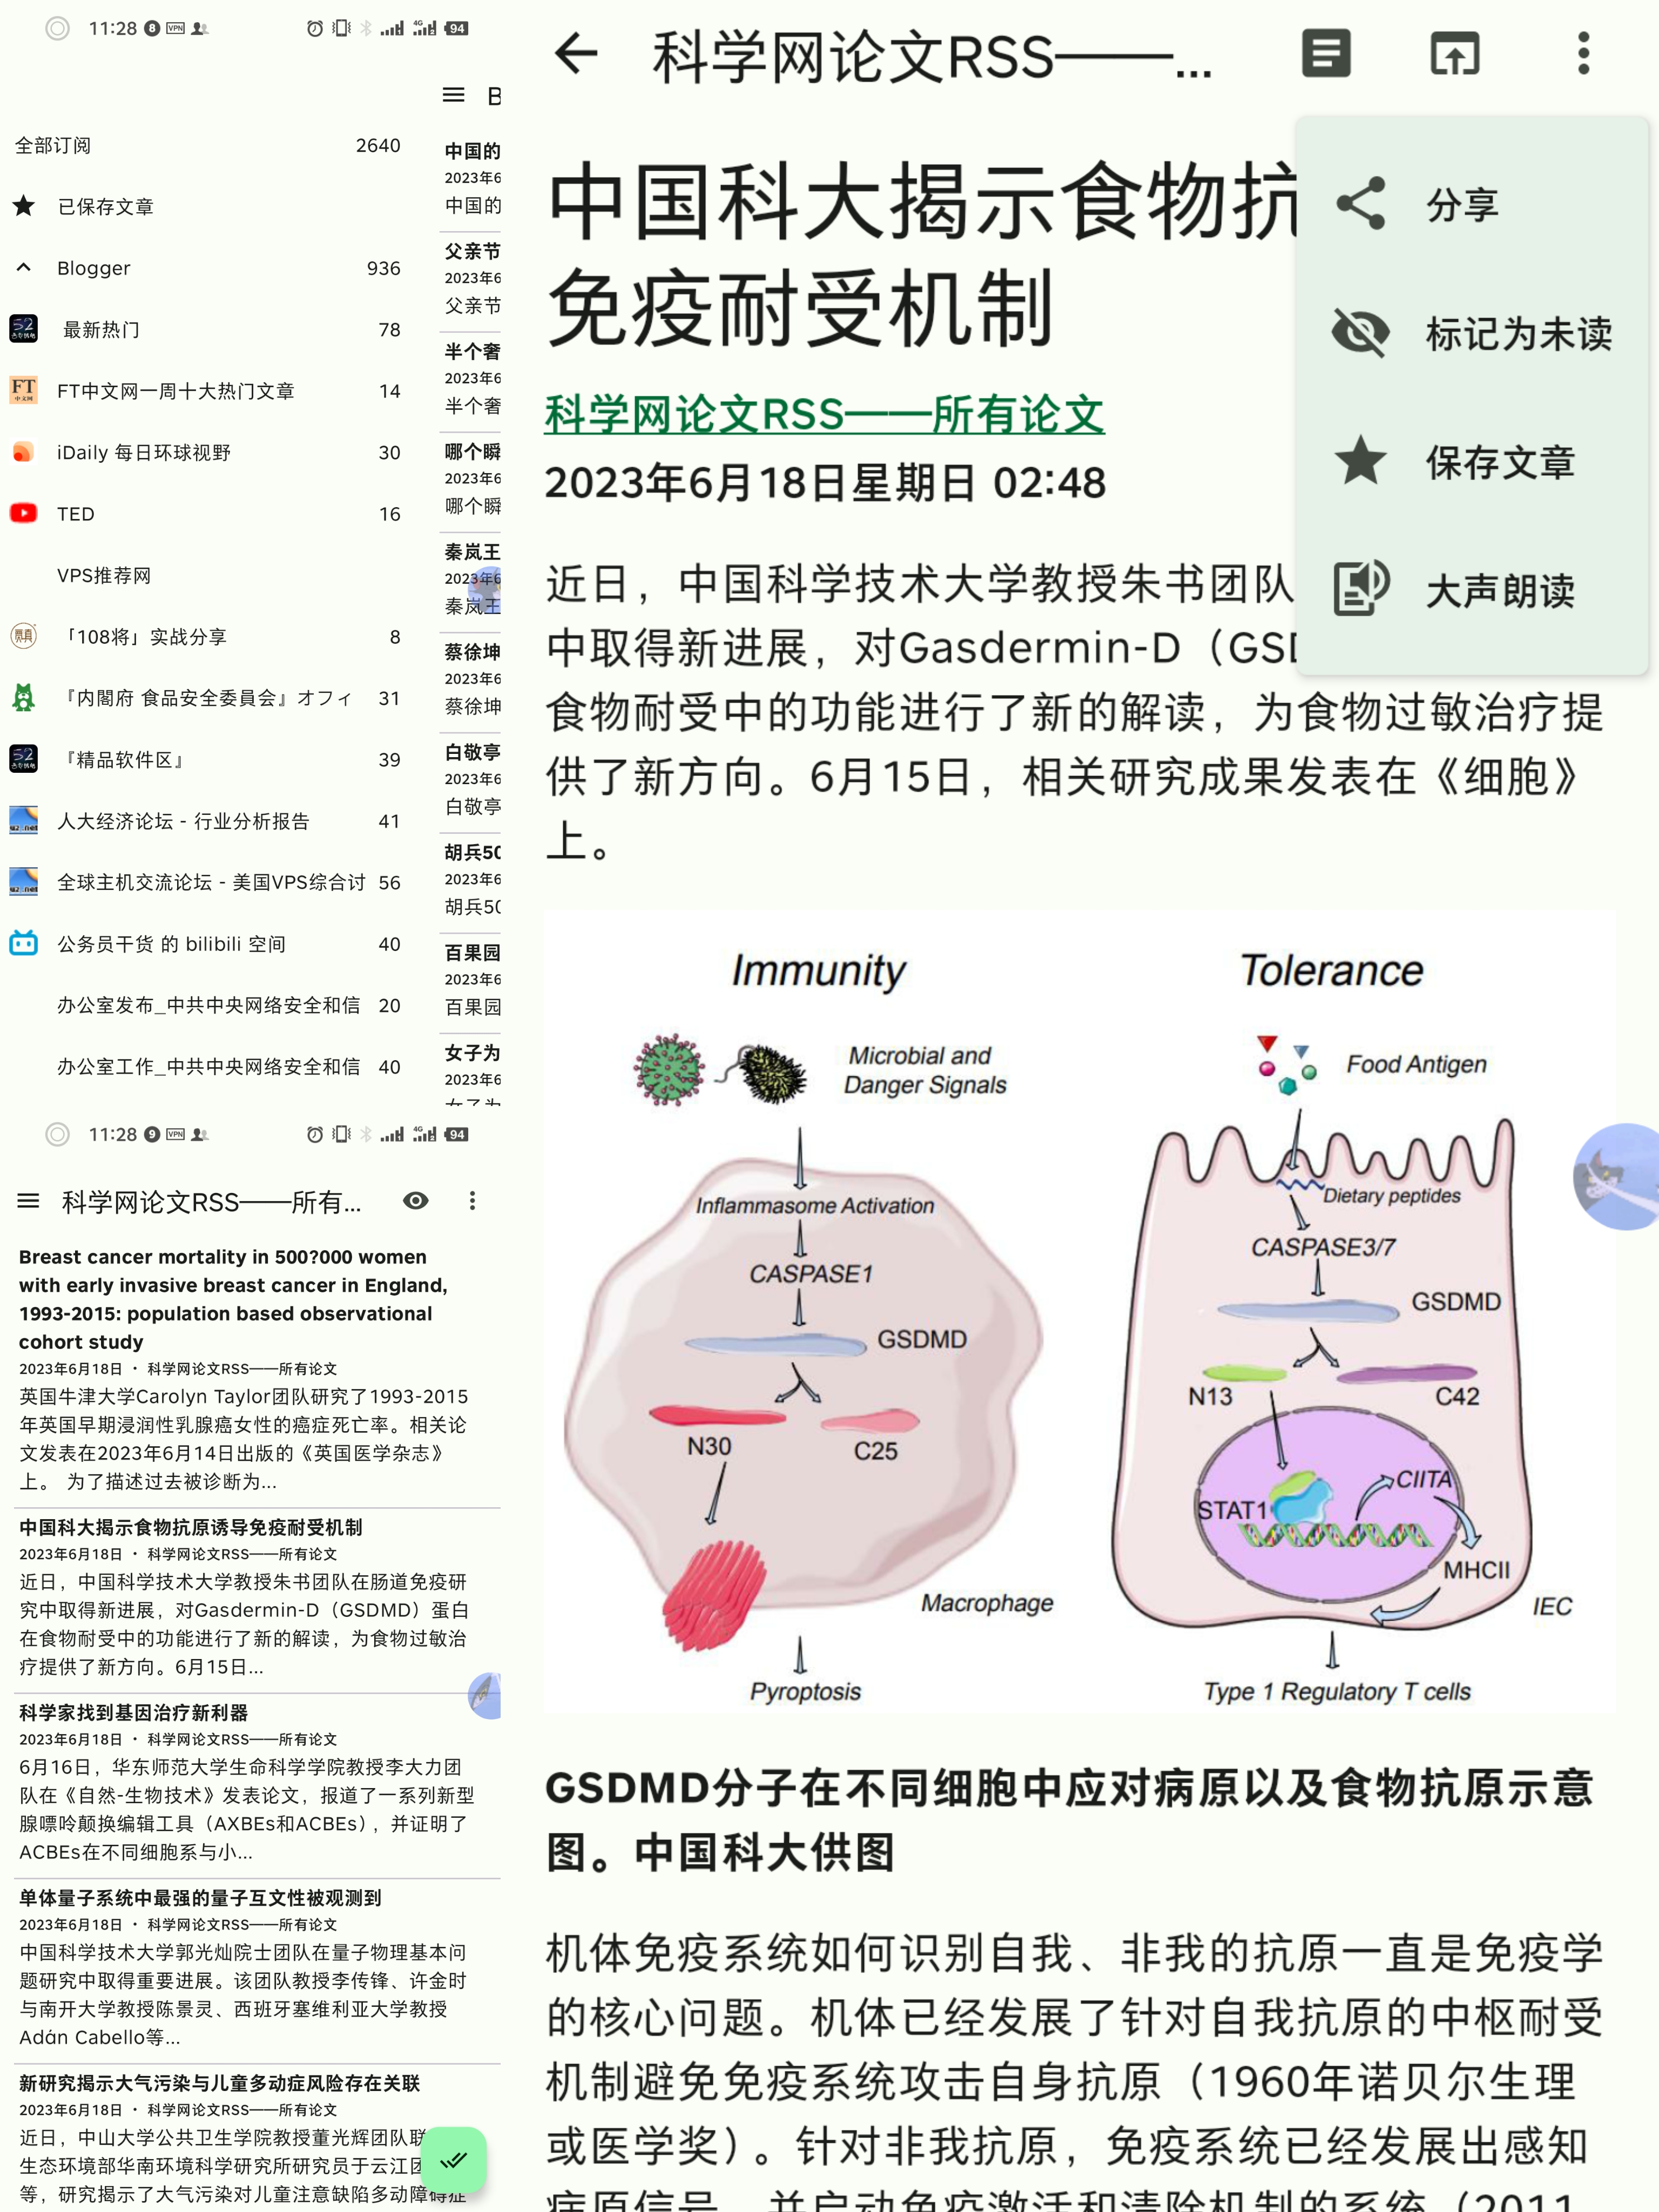 11:28 8 VPN 4G 94
B
全部订阅 2640
已保存文章
Blogger 936
最新热门 78
FT中文网一周十大热门文章 14
iDaily 每日环球视野 30
TED 16
VPS推荐网
「108将」实战分享 8
『内閣府 食品安全委員会』オフィ 31
『精品软件区』 39
人大经济论坛 - 行业分析报告 41
全球主机交流论坛 - 美国VPS综合讨 56
公务员干货 的 bilibili 空间 40
办公室发布_中共中央网络安全和信 20
办公室工作_中共中央网络安全和信 40
中国的
2023年6
中国的
父亲节
2023年6
父亲节
半个奢
2023年6
半个奢
哪个瞬
2023年6
哪个瞬
秦岚王
2023年6
秦岚王
蔡徐坤
2023年6
蔡徐坤
白敬亭
2023年6
白敬亭
胡兵50
2023年6
胡兵50
百果园
2023年6
百果园
女子为
2023年6
11:28 9 VPN 4G 94
科学网论文RSS——所有...
Breast cancer mortality in 500?000 women
with early invasive breast cancer in England,
1993-2015: population based observational
cohort study
2023年6月18日 · 科学网论文RSS——所有论文
英国牛津大学Carolyn Taylor团队研究了1993-2015
年英国早期浸润性乳腺癌女性的癌症死亡率。相关论
文发表在2023年6月14日出版的《英国医学杂志》
上。 为了描述过去被诊断为...
中国科大揭示食物抗原诱导免疫耐受机制
2023年6月18日 · 科学网论文RSS——所有论文
近日，中国科学技术大学教授朱书团队在肠道免疫研
究中取得新进展，对Gasdermin-D（GSDMD）蛋白
在食物耐受中的功能进行了新的解读，为食物过敏治
疗提供了新方向。6月15日...
科学家找到基因治疗新利器
2023年6月18日 · 科学网论文RSS——所有论文
6月16日，华东师范大学生命科学学院教授李大力团
队在《自然-生物技术》发表论文，报道了一系列新型
腺嘌呤颠换编辑工具（AXBEs和ACBEs），并证明了
ACBEs在不同细胞系与小...
单体量子系统中最强的量子互文性被观测到
2023年6月18日 · 科学网论文RSS——所有论文
中国科学技术大学郭光灿院士团队在量子物理基本问
题研究中取得重要进展。该团队教授李传锋、许金时
与南开大学教授陈景灵、西班牙塞维利亚大学教授
Adán Cabello等...
新研究揭示大气污染与儿童多动症风险存在关联
2023年6月18日 · 科学网论文RSS——所有论文
近日，中山大学公共卫生学院教授董光辉团队联
生态环境部华南环境科学研究所研究员于云江团
等，研究揭示了大气污染对儿童注意缺陷多动障碍症
科学网论文RSS——...
分享
标记为未读
保存文章
大声朗读
中国科大揭示食物抗
免疫耐受机制
科学网论文RSS——所有论文
2023年6月18日星期日 02:48
近日，中国科学技术大学教授朱书团队
中取得新进展，对Gasdermin-D（GSD
食物耐受中的功能进行了新的解读，为食物过敏治疗提
供了新方向。6月15日，相关研究成果发表在《细胞》
上。
Immunity
Microbial and
Danger Signals
Inflammasome Activation
CASPASE1
GSDMD
N30
C25
Macrophage
Pyroptosis
Tolerance
Food Antigen
Dietary peptides
CASPASE3/7
GSDMD
N13
C42
STAT1
CIITA
MHCII
IEC
Type 1 Regulatory T cells
GSDMD分子在不同细胞中应对病原以及食物抗原示意
图。中国科大供图
机体免疫系统如何识别自我、非我的抗原一直是免疫学
的核心问题。机体已经发展了针对自我抗原的中枢耐受
机制避免免疫系统攻击自身抗原（1960年诺贝尔生理
或医学奖）。针对非我抗原，免疫系统已经发展出感知
病原信号，并启动免疫激活和清除机制的系统（2011